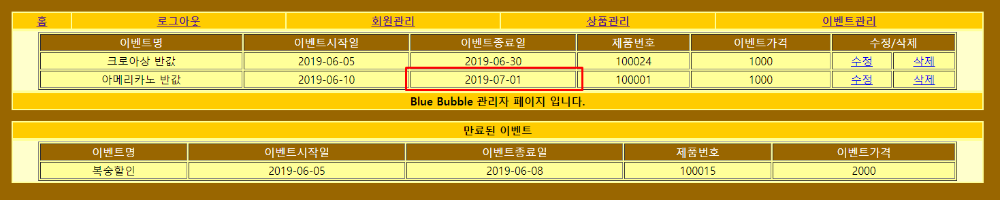 홈 로그아웃 회원관리 상품관리 이벤트관리
이벤트명 이벤트시작일 이벤트종료일 제품번호 이벤트가격 수정/삭제
크로아상 반값 2019-06-05 2019-06-30 100024 1000 수정 삭제
아메리카노 반값 2019-06-10 2019-07-01 100001 1000 수정 삭제
Blue Bubble 관리자 페이지 입니다.
만료된 이벤트
이벤트명 이벤트시작일 이벤트종료일 제품번호 이벤트가격
복숭할인 2019-06-05 2019-06-08 100015 2000